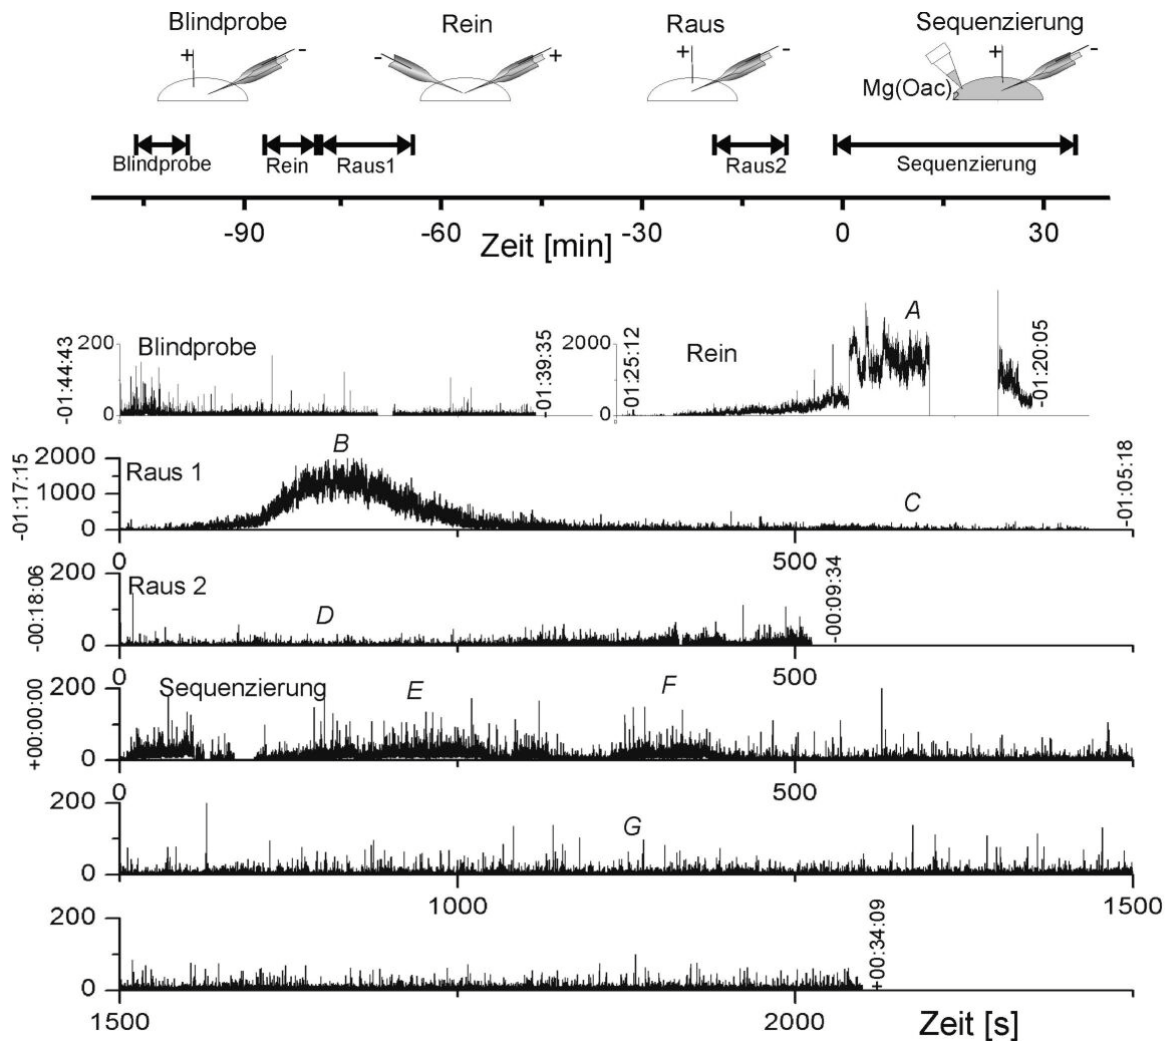 Blindprobe Rein Raus Sequenzierung
+ - - + + - + -
Mg(Oac)2
Blindprobe Rein Raus1 Raus2 Sequenzierung
-90 -60 -30 0 30
Zeit [min]
-01:44:43 200 0 Blindprobe -01:39:35
2000 0 -01:25:12 Rein A -01:20:05
-01:17:15 2000 1000 0 Raus 1 B C -01:05:18
0 500
-00:18:06 200 0 Raus 2 D -00:09:34
0 500
+00:00:00 200 0 Sequenzierung E F
0 500
200 0 G
1500 1000 1500
200 0 +00:34:09
1500 2000 Zeit [s]